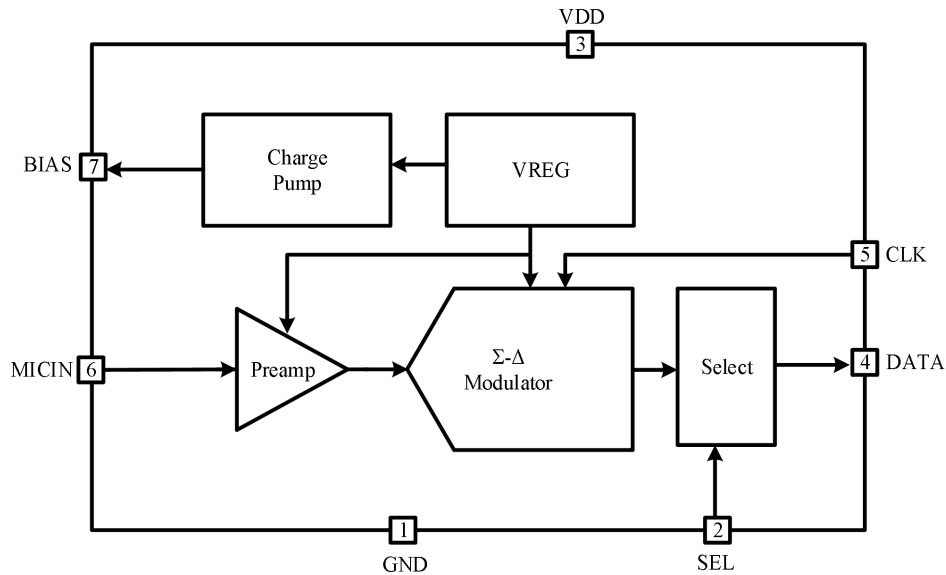 VDD
3
BIAS
7
Charge
Pump
VREG
5
CLK
MICIN
6
Preamp
Σ-Δ
Modulator
Select
4
DATA
1
GND
2
SEL